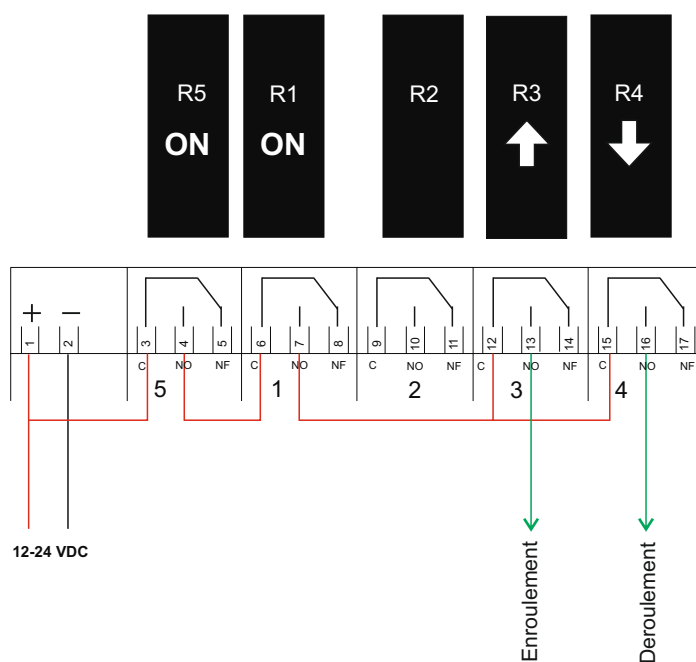 R5 R1 R2 R3 R4
ON ON
+ −
1 2 3 4 5 6 7 8 9 10 11 12 13 14 15 16 17
C NO NF C NO NF C NO NF C NO NF C NO NF
5 1 2 3 4
12-24 VDC
Enroulement
Deroulement